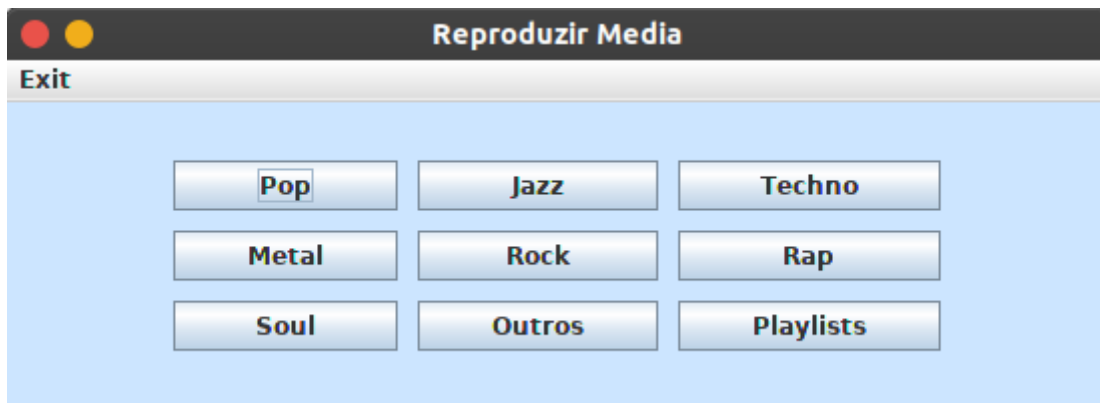 Reproduzir Media
Exit
Pop Jazz Techno
Metal Rock Rap
Soul Outros Playlists